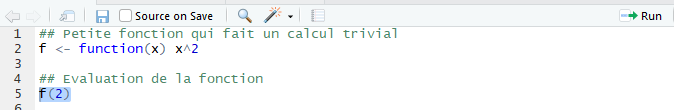 Source on Save Run
1 ## Petite fonction qui fait un calcul trivial
2 f <- function(x) x^2
3
4 ## Evaluation de la fonction
5 f(2)
6